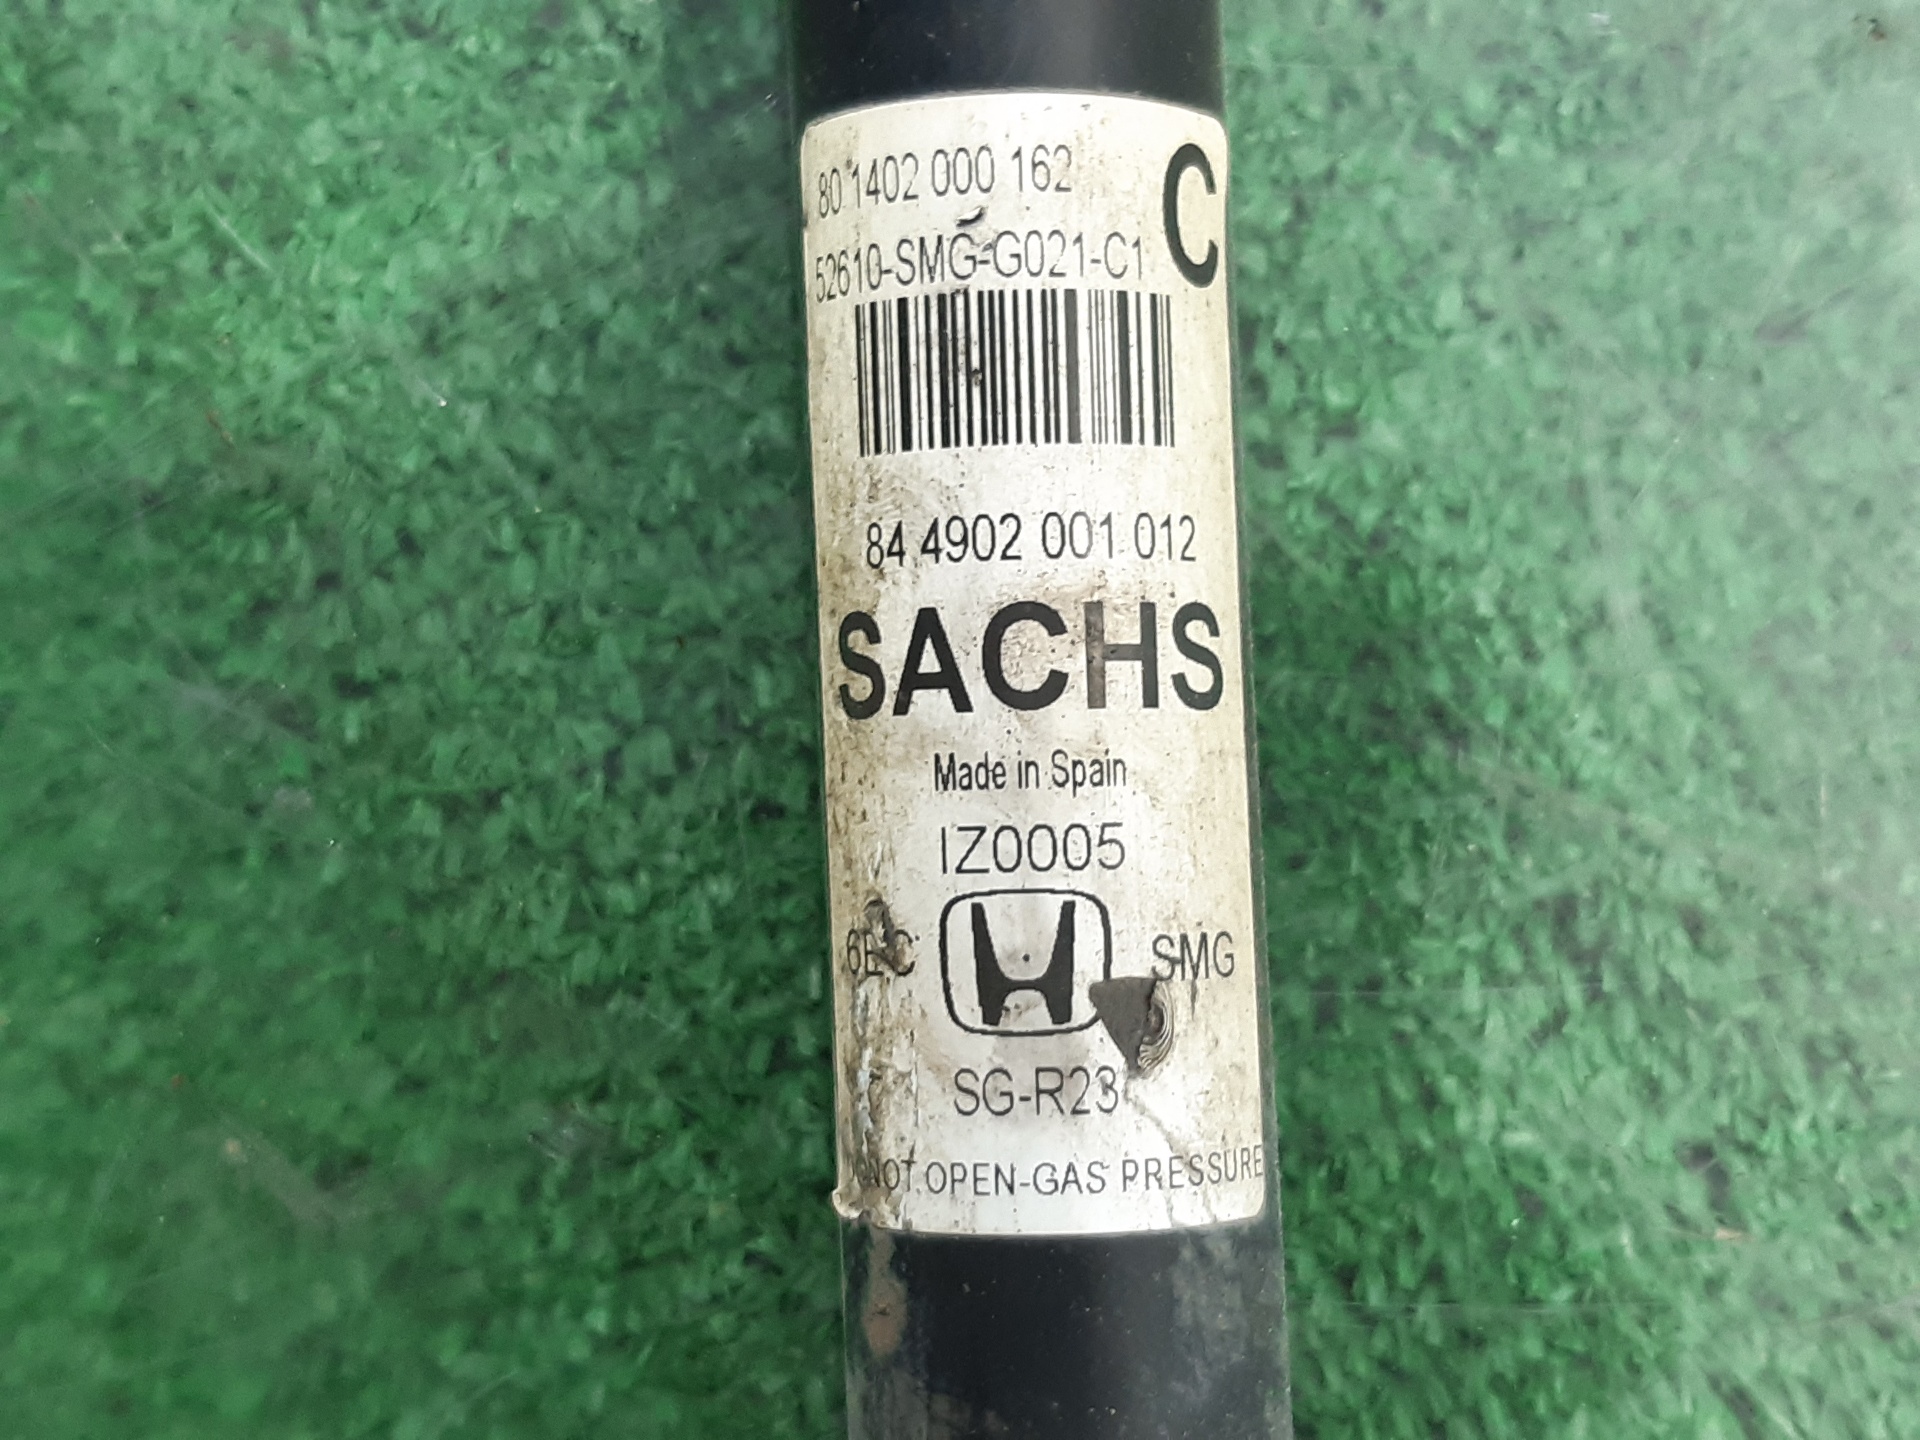 80 1402 000 162
C
52610-SMG-G021-C1
84 4902 001 012
SACHS
Made in Spain
IZ0005
SMG
SG-R23
NOT OPEN-GAS PRESSURE